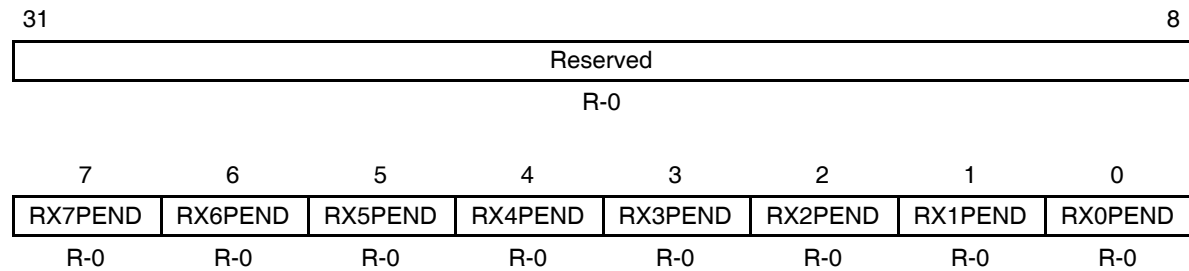 31 8
Reserved
R-0
7 6 5 4 3 2 1 0
RX7PEND RX6PEND RX5PEND RX4PEND RX3PEND RX2PEND RX1PEND RX0PEND
R-0 R-0 R-0 R-0 R-0 R-0 R-0 R-0